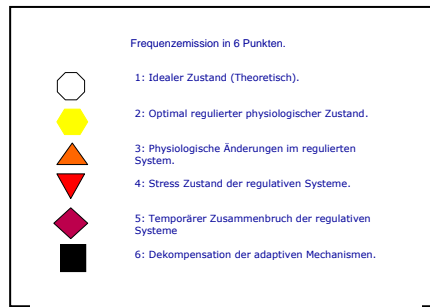 Frequenzemission in 6 Punkten.
1: Idealer Zustand (Theoretisch).
2: Optimal regulierter physiologischer Zustand.
3: Physiologische Änderungen im regulierten
System.
4: Stress Zustand der regulativen Systeme.
5: Temporärer Zusammenbruch der regulativen
Systeme
6: Dekompensation der adaptiven Mechanismen.